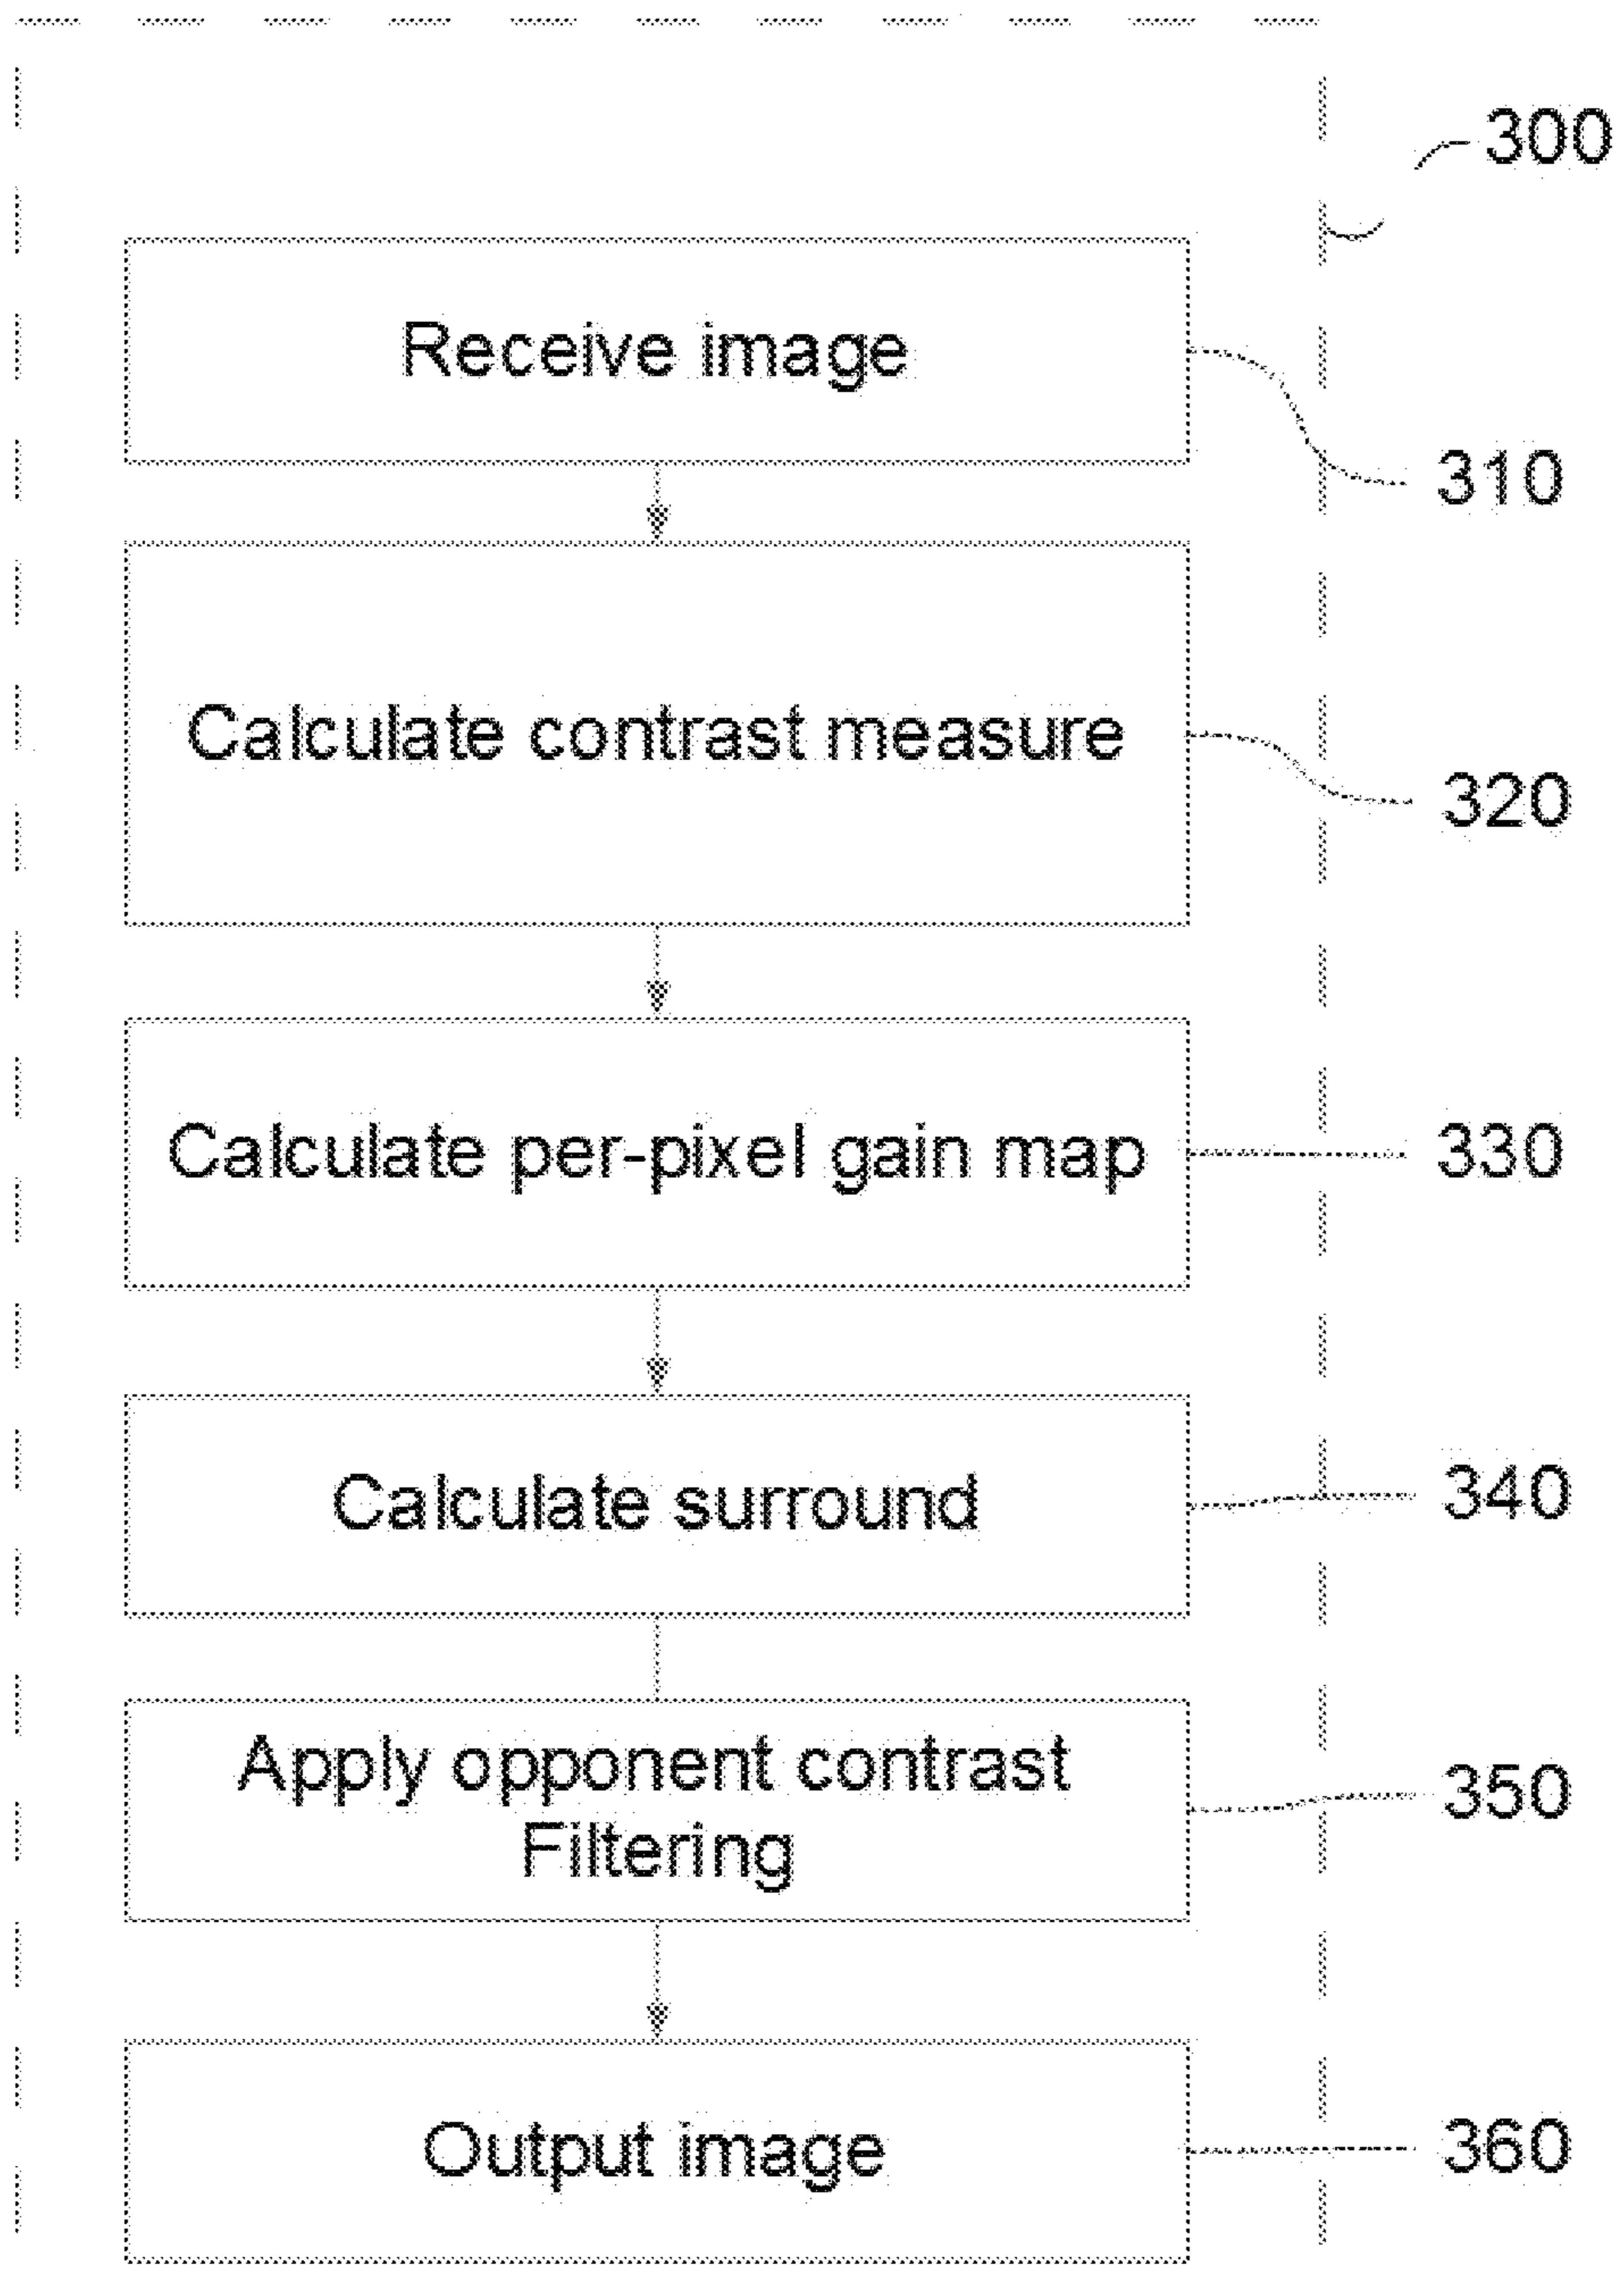 300
Receive image
310
Calculate contrast measure
320
Calculate per-pixel gain map
330
Calculate surround
340
Apply opponent contrast
Filtering
350
Output image
360